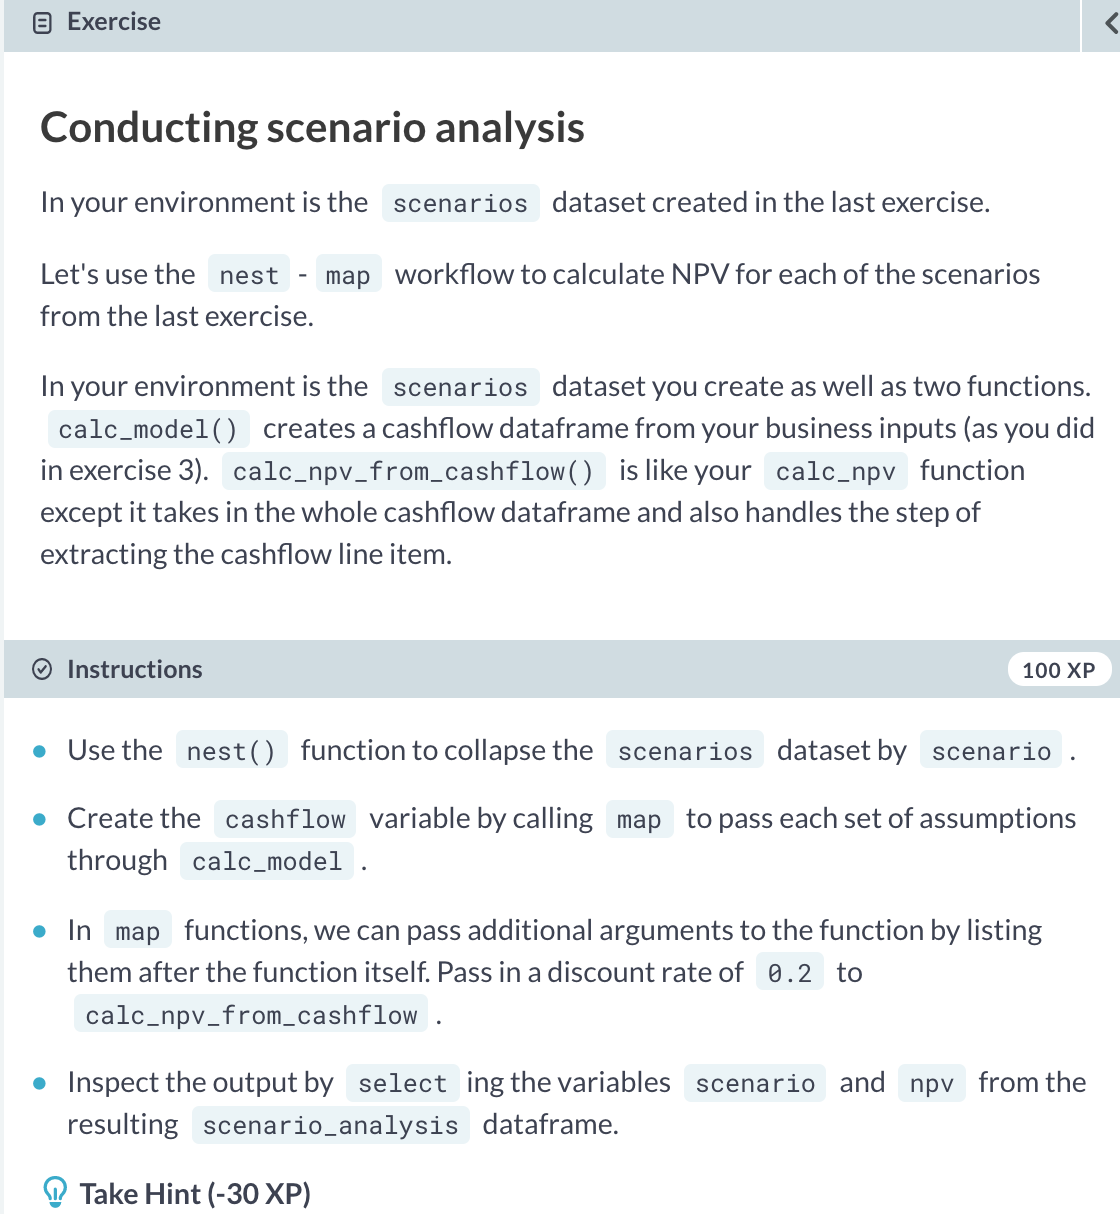 Exercise
Conducting scenario analysis
In your environment is the scenarios dataset created in the last exercise.
Let's use the nest - map workflow to calculate NPV for each of the scenarios
from the last exercise.
In your environment is the scenarios dataset you create as well as two functions.
calc_model() creates a cashflow dataframe from your business inputs (as you did
in exercise 3). calc_npv_from_cashflow() is like your calc_npv function
except it takes in the whole cashflow dataframe and also handles the step of
extracting the cashflow line item.
Instructions
100 XP
Use the nest() function to collapse the scenarios dataset by scenario .
Create the cashflow variable by calling map to pass each set of assumptions
through calc_model .
In map functions, we can pass additional arguments to the function by listing
them after the function itself. Pass in a discount rate of 0.2 to
calc_npv_from_cashflow .
Inspect the output by select ing the variables scenario and npv from the
resulting scenario_analysis dataframe.
Take Hint (-30 XP)